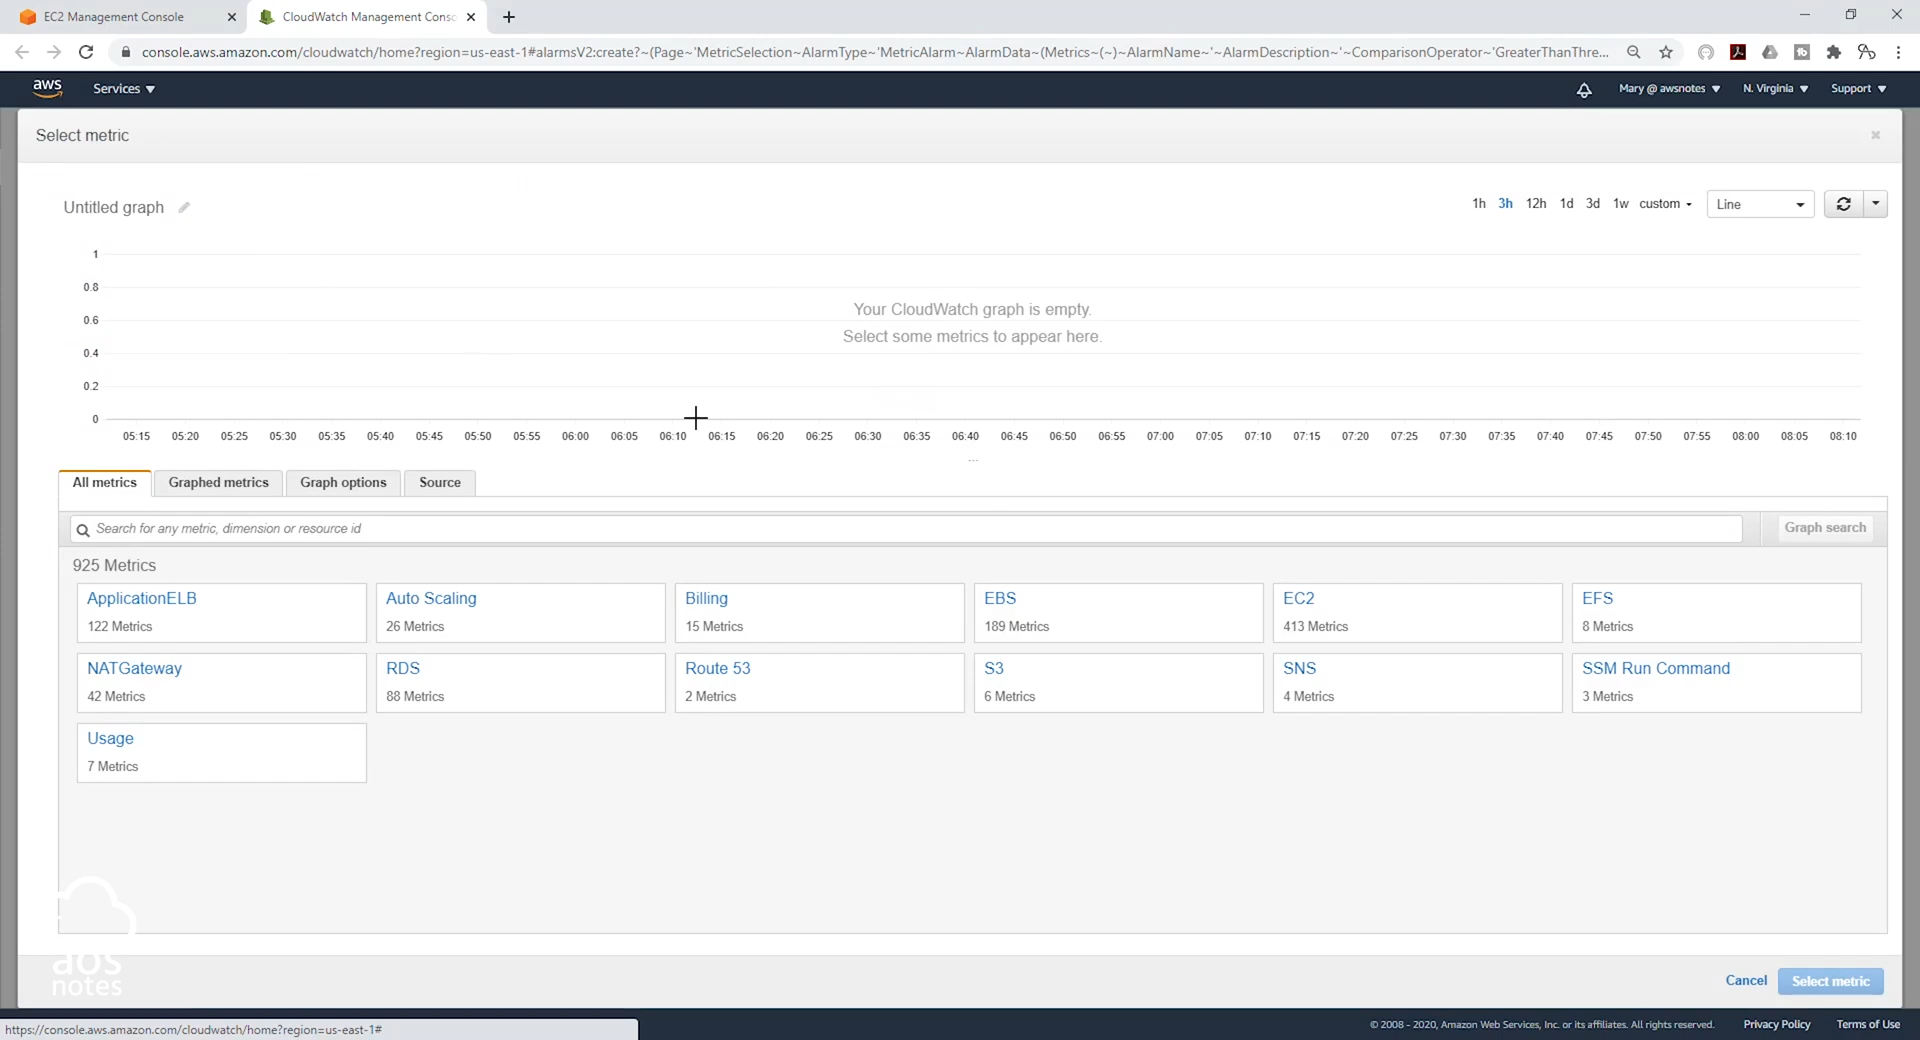 EC2 Management Console
CloudWatch Management Conso
console.aws.amazon.com/cloudwatch/home?region=us-east-1#alarmsV2:create?~(Page~'MetricSelection~AlarmType~'MetricAlarm~AlarmData~(Metrics~(~)~AlarmName~'~AlarmDescription~'~ComparisonOperator~'GreaterThanThre...
aws
Services
Mary @ awsnotes
N. Virginia
Support
Select metric
Untitled graph
1h 3h 12h 1d 3d 1w custom
Line
1
0.8
Your CloudWatch graph is empty.
0.6
Select some metrics to appear here.
0.4
0.2
0
05:15 05:20 05:25 05:30 05:35 05:40 05:45 05:50 05:55 06:00 06:05 06:10 06:15 06:20 06:25 06:30 06:35 06:40 06:45 06:50 06:55 07:00 07:05 07:10 07:15 07:20 07:25 07:30 07:35 07:40 07:45 07:50 07:55 08:00 08:05 08:10
...
All metrics
Graphed metrics
Graph options
Source
Search for any metric, dimension or resource id
Graph search
925 Metrics
ApplicationELB
122 Metrics
Auto Scaling
26 Metrics
Billing
15 Metrics
EBS
189 Metrics
EC2
413 Metrics
EFS
8 Metrics
NATGateway
42 Metrics
RDS
88 Metrics
Route 53
2 Metrics
S3
6 Metrics
SNS
4 Metrics
SSM Run Command
3 Metrics
Usage
7 Metrics
aos
notes
Cancel
Select metric
https://console.aws.amazon.com/cloudwatch/home?region=us-east-1#
© 2008 - 2020, Amazon Web Services, Inc. or its affiliates. All rights reserved.
Privacy Policy
Terms of Use